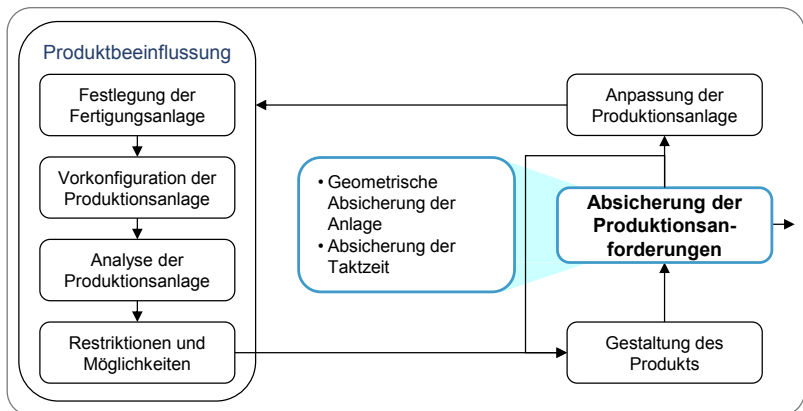 Produktbeeinflussung
Festlegung der
Fertigungsanlage
Vorkonfiguration der
Produktionsanlage
Analyse der
Produktionsanlage
Restriktionen und
Möglichkeiten
• Geometrische
Absicherung der
Anlage
• Absicherung der
Taktzeit
Anpassung der
Produktionsanlage
Absicherung der
Produktionsan-
forderungen
Gestaltung des
Produkts